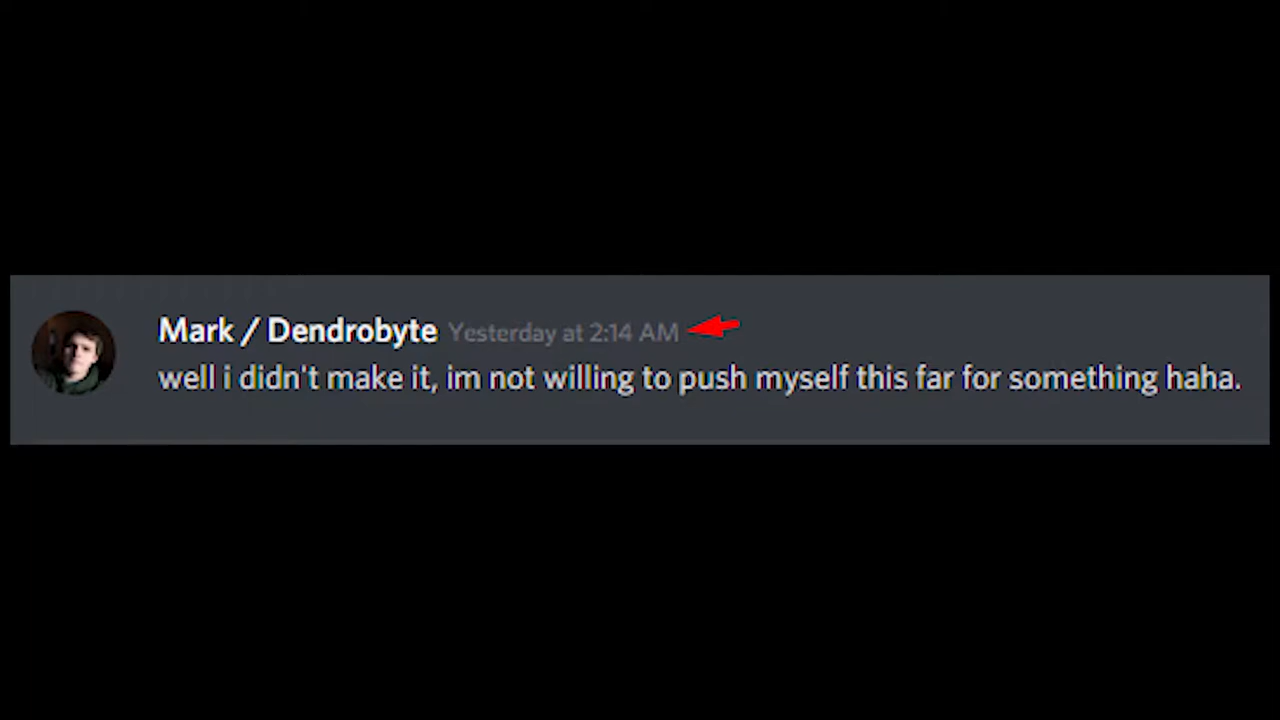 Mark / Dendrobyte Yesterday at 2:14 AM
well i didn't make it, im not willing to push myself this far for something haha.